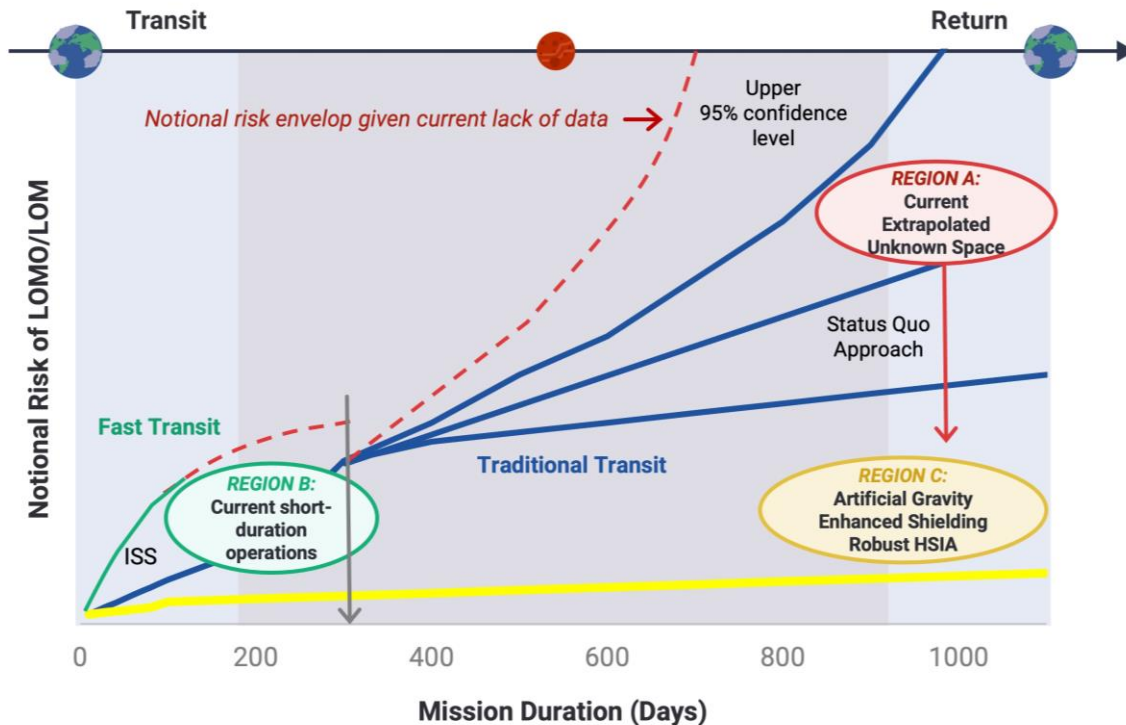 Transit
Return
Notional risk envelop given current lack of data
Upper
95% confidence
level
REGION A:
Current
Extrapolated
Unknown Space
Status Quo
Approach
Fast Transit
Traditional Transit
REGION B:
Current short-
duration
operations
ISS
REGION C:
Artificial Gravity
Enhanced Shielding
Robust HSIA
Notional Risk of LOMO/LOM
0 200 400 600 800 1000
Mission Duration (Days)